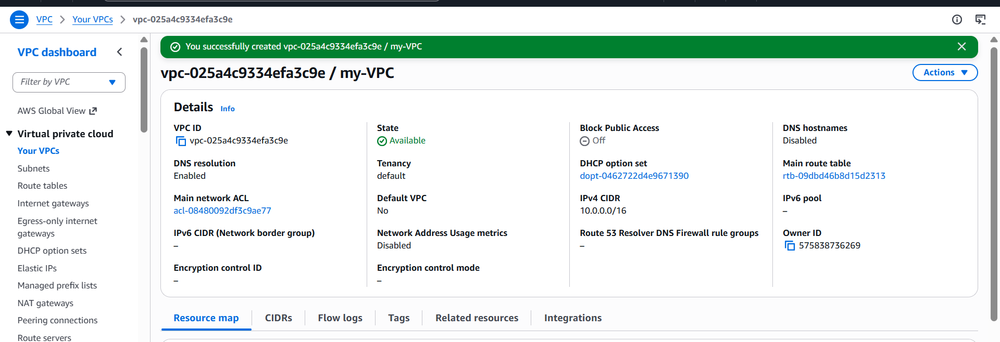 VPC > Your VPCs > vpc-025a4c9334efa3c9e
VPC dashboard
Filter by VPC
AWS Global View
Virtual private cloud
Your VPCs
Subnets
Route tables
Internet gateways
Egress-only internet
gateways
DHCP option sets
Elastic IPs
Managed prefix lists
NAT gateways
Peering connections
Route servers
You successfully created vpc-025a4c9334efa3c9e / my-VPC
vpc-025a4c9334efa3c9e / my-VPC
Actions
Details Info
VPC ID
vpc-025a4c9334efa3c9e
State
Available
Block Public Access
Off
DNS hostnames
Disabled
DNS resolution
Enabled
Tenancy
default
DHCP option set
dopt-0462722d4e9671390
Main route table
rtb-09dbd46b8d15d2313
Main network ACL
acl-08480092df3c9ae77
Default VPC
No
IPv4 CIDR
10.0.0.0/16
IPv6 pool
–
IPv6 CIDR (Network border group)
–
Network Address Usage metrics
Disabled
Route 53 Resolver DNS Firewall rule groups
–
Owner ID
575838736269
Encryption control ID
–
Encryption control mode
–
Resource map
CIDRs
Flow logs
Tags
Related resources
Integrations